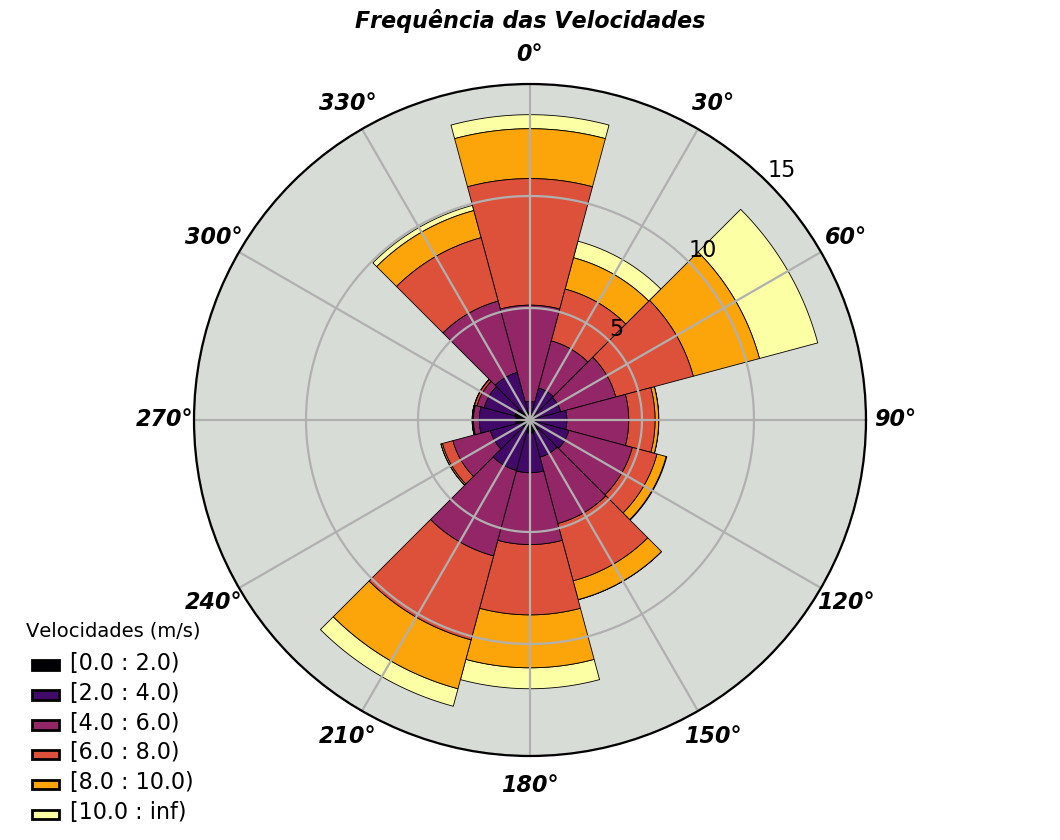 Frequência das Velocidades
0°
330°
30°
15
300°
60°
10
5
270°
90°
240°
120°
210°
150°
180°
Velocidades (m/s)
[0.0 : 2.0)
[2.0 : 4.0)
[4.0 : 6.0)
[6.0 : 8.0)
[8.0 : 10.0)
[10.0 : inf)